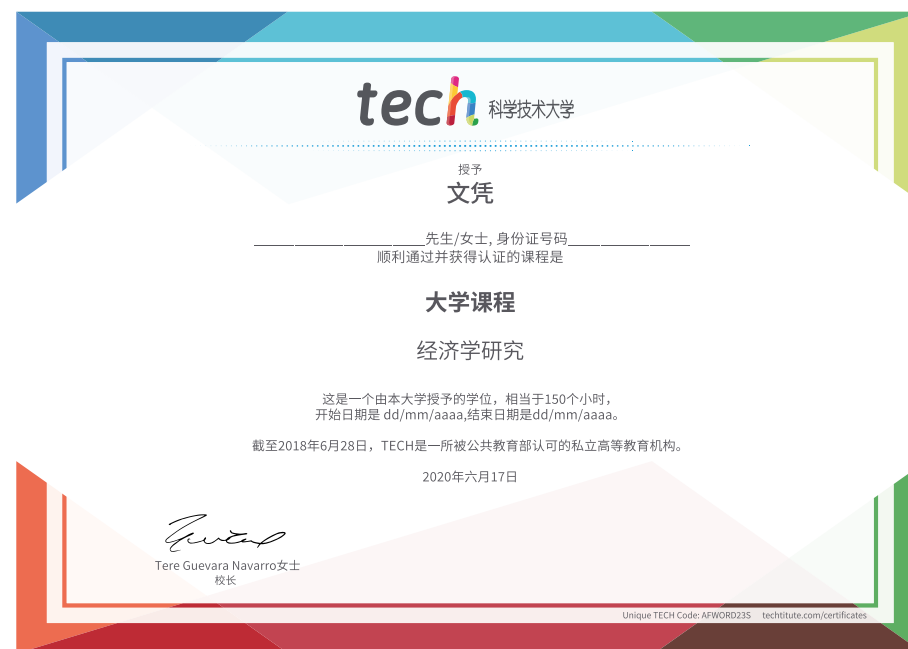 tech 科学技术大学
授予
文凭
______________________先生/女士, 身份证号码_______________
顺利通过并获得认证的课程是
大学课程
经济学研究
这是一个由本大学授予的学位，相当于150个小时，
开始日期是 dd/mm/aaaa,结束日期是dd/mm/aaaa。
截至2018年6月28日，TECH是一所被公共教育部认可的私立高等教育机构。
2020年六月17日
Tere Guevara Navarro女士
校长
Unique TECH Code: AFWORD23S techtitute.com/certificates